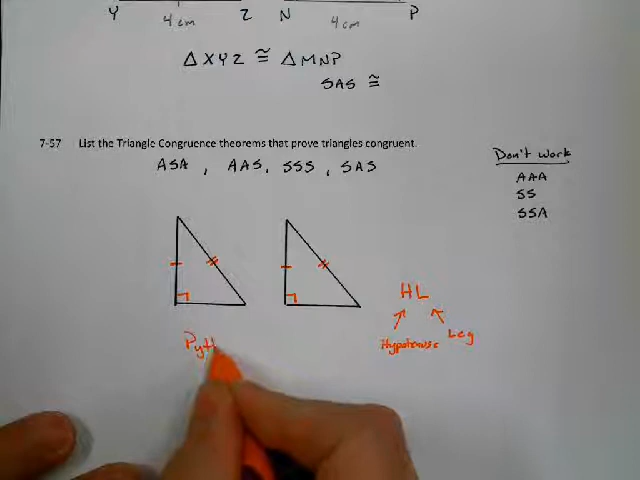 Y 4 cm Z N 4 cm P
△XYZ ≅ △MNP
SAS ≅
7-57 List the Triangle Congruence theorems that prove triangles congruent.
ASA , AAS, SSS , SAS
Don't Work
AAA
SS
SSA
HL
Hypotenuse Leg
Pyth